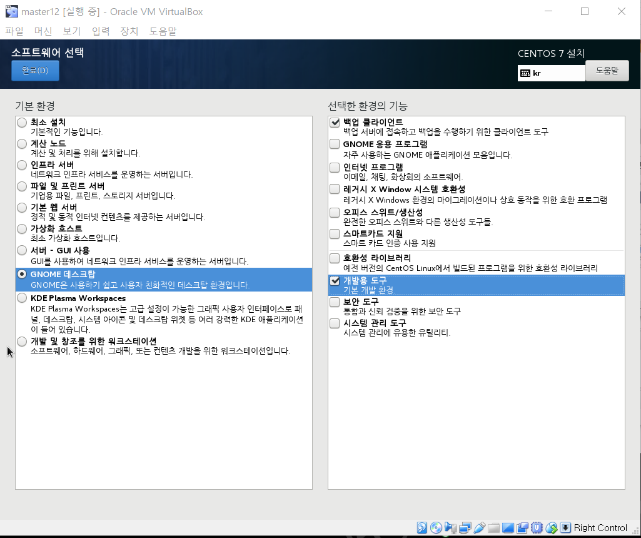 master12 [실행 중] - Oracle VM VirtualBox
파일 머신 보기 입력 장치 도움말
소프트웨어 선택
CENTOS 7 설치
완료(D)
kr
도움말
기본 환경
최소 설치
기본적인 기능입니다.
계산 노드
계산 및 처리를 위해 설치합니다.
인프라 서버
네트워크 인프라 서비스를 운영하는 서버입니다.
파일 및 프린트 서버
기업용 파일, 프린트, 스토리지 서버입니다.
기본 웹 서버
정적 및 동적 인터넷 컨텐츠를 제공하는 서버입니다.
가상화 호스트
최소 가상화 호스트입니다.
서버 - GUI 사용
GUI를 사용하여 네트워크 인프라 서비스를 운영하는 서버입니다.
GNOME 데스크탑
GNOME은 사용하기 쉽고 사용자 친화적인 데스크탑 환경입니다.
KDE Plasma Workspaces
KDE Plasma Workspaces는 고급 설정이 가능한 그래픽 사용자 인터페이스로 패
널, 데스크탑, 시스템 아이콘 및 데스크탑 위젯 등 여러 강력한 KDE 애플리케이션
이 들어 있습니다.
개발 및 창조를 위한 워크스테이션
소프트웨어, 하드웨어, 그래픽, 또는 컨텐츠 개발을 위한 워크스테이션입니다.
선택한 환경의 기능
백업 클라이언트
백업 서버에 접속하고 백업을 수행하기 위한 클라이언트 도구
GNOME 응용 프로그램
자주 사용하는 GNOME 애플리케이션 모음입니다.
인터넷 프로그램
이메일, 채팅, 화상회의 소프트웨어.
레거시 X Window 시스템 호환성
레거시 X Windows 환경의 마이그레이션이나 상호 동작을 위한 호환 프로그램
오피스 스위트/생산성
완전한 오피스 스위트와 다른 생산성 도구들.
스마트카드 지원
스마트 카드 인증 사용 지원
호환성 라이브러리
예전 버전의 CentOS Linux에서 빌드된 프로그램을 위한 호환성 라이브러리
개발용 도구
기본 개발 환경
보안 도구
통합과 신뢰 검증을 위한 보안 도구
시스템 관리 도구
시스템 관리에 유용한 유틸리티.
Right Control